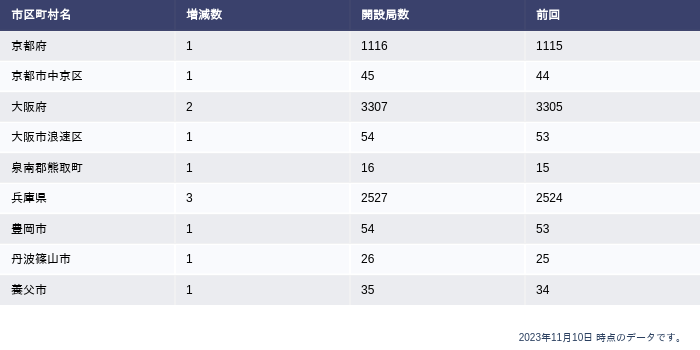 市区町村名 増減数 開設局数 前回
京都府 1 1116 1115
京都市中京区 1 45 44
大阪府 2 3307 3305
大阪市浪速区 1 54 53
泉南郡熊取町 1 16 15
兵庫県 3 2527 2524
豊岡市 1 54 53
丹波篠山市 1 26 25
養父市 1 35 34
2023年11月10日 時点のデータです。